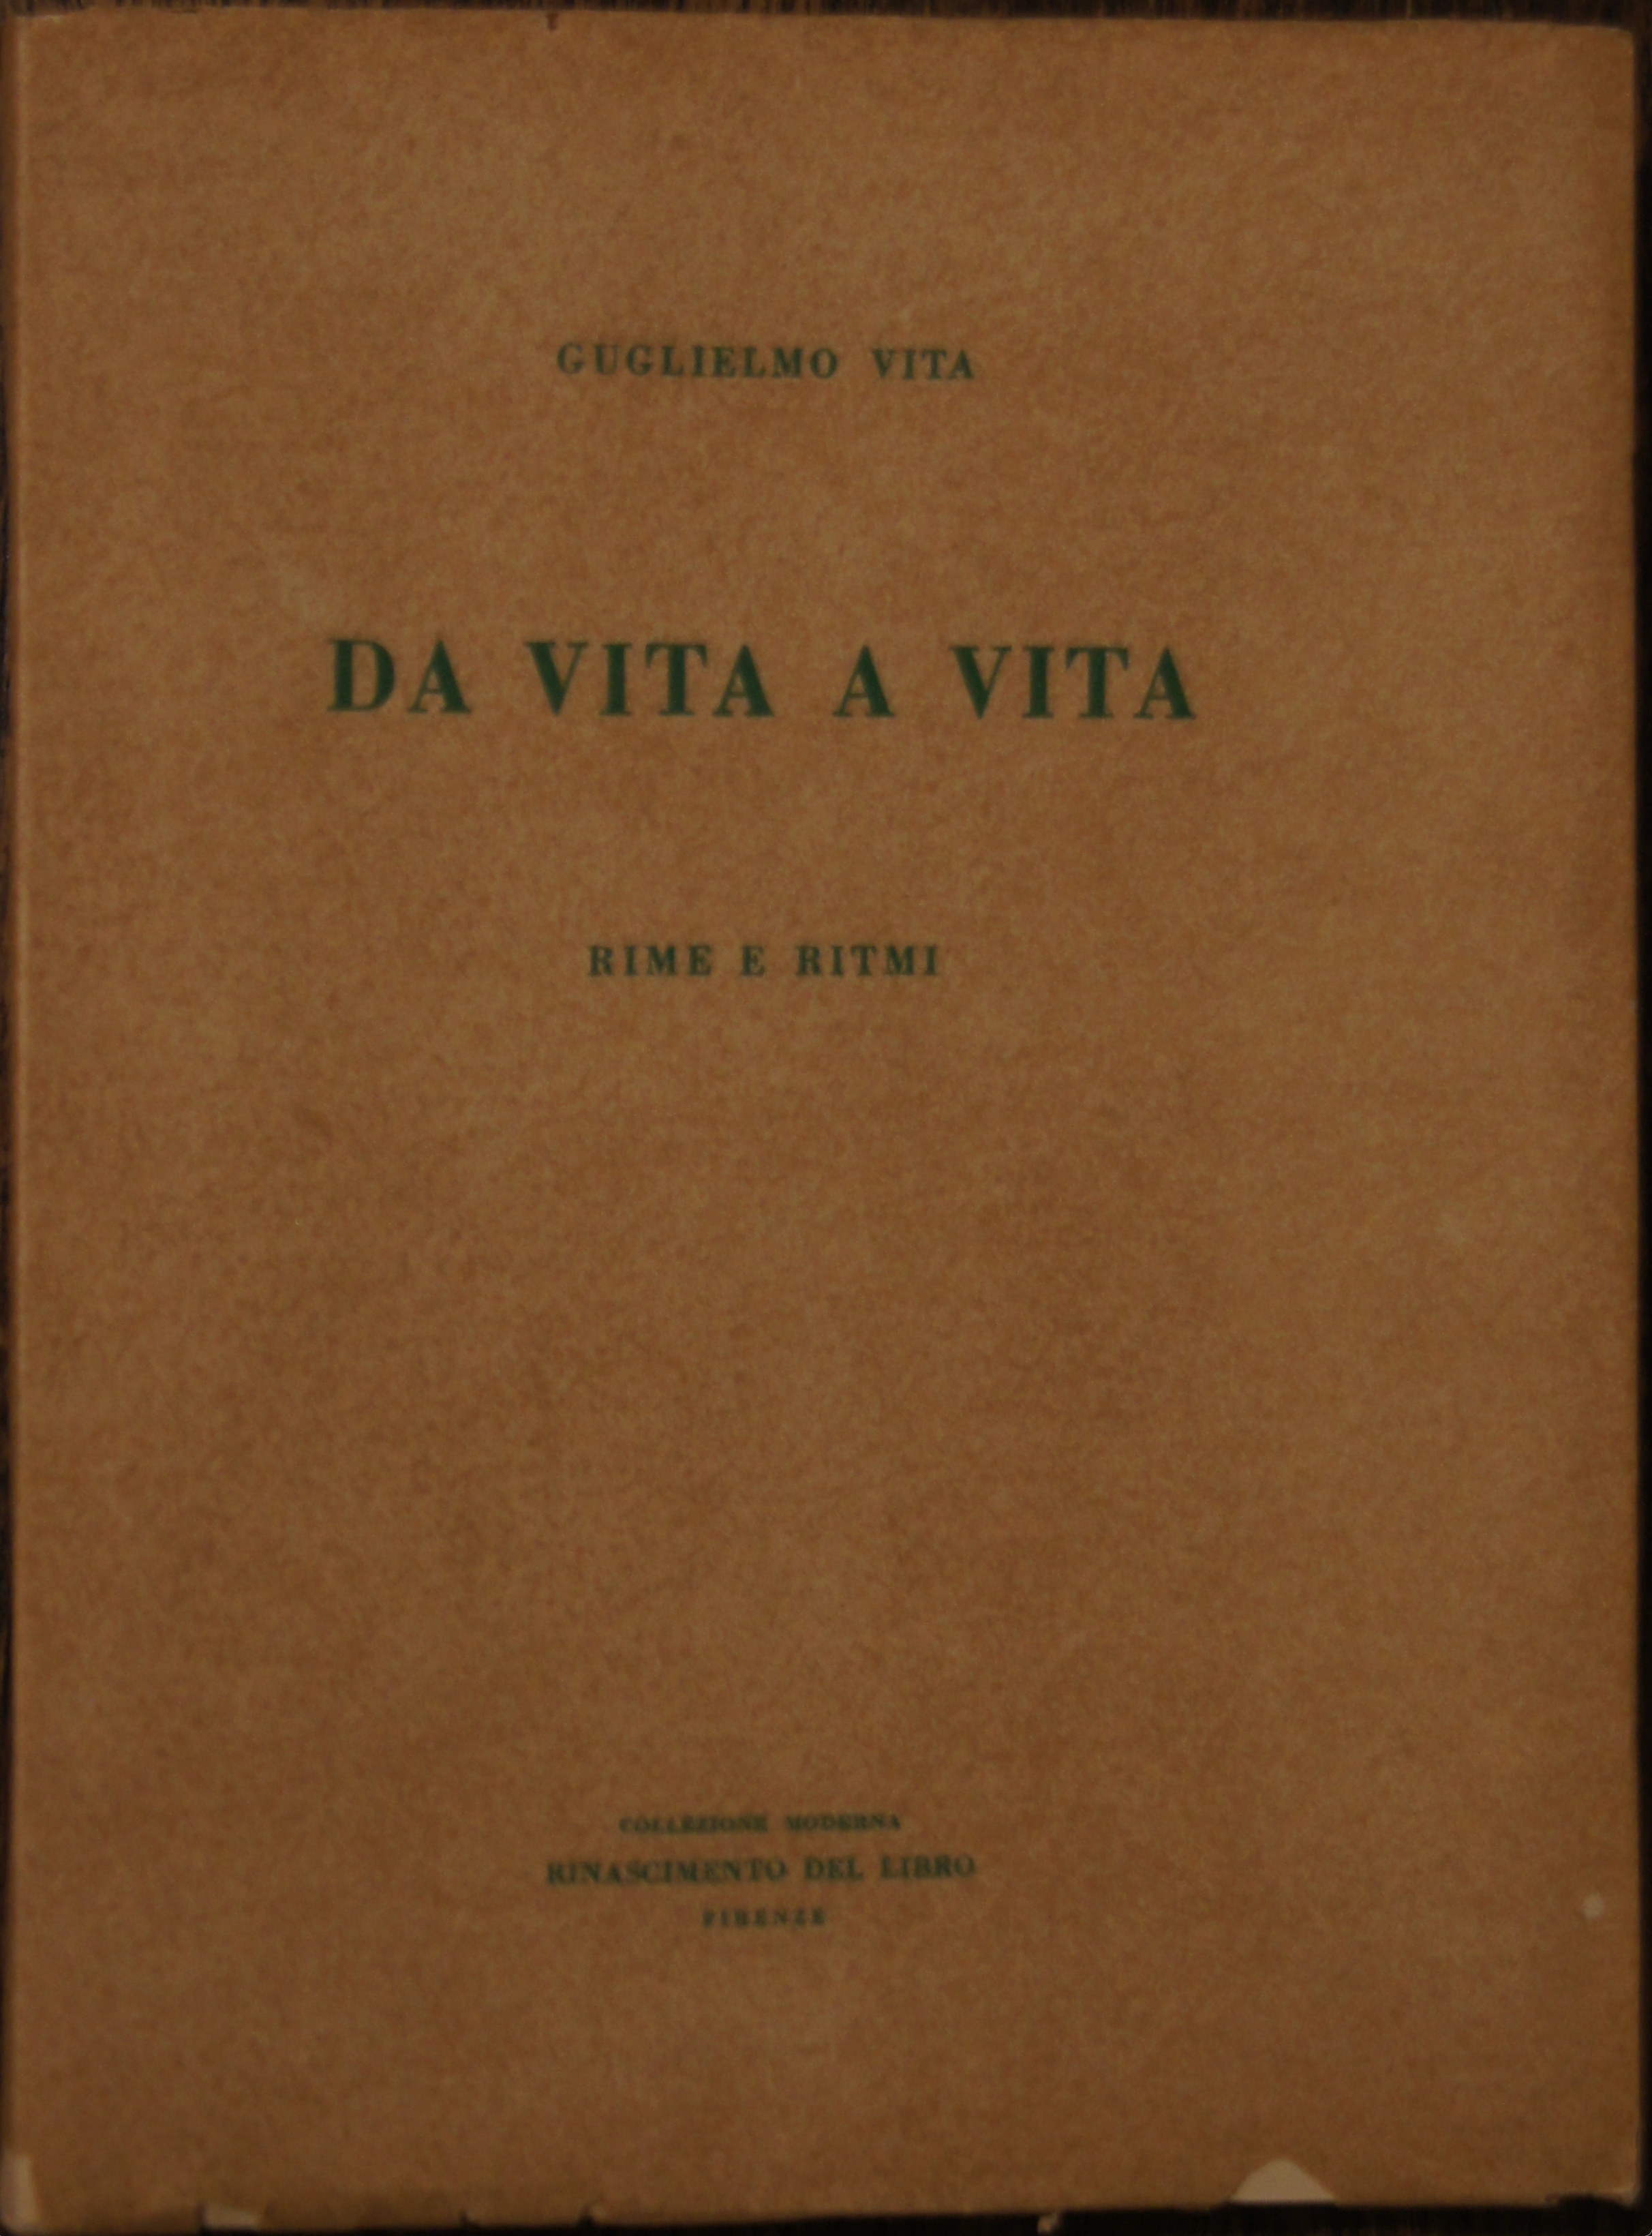 GUGLIELMO VITA
DA VITA A VITA
RIME E RITMI
COLLEZIONE MODERNA
RINASCIMENTO DEL LIBRO
FIRENZE